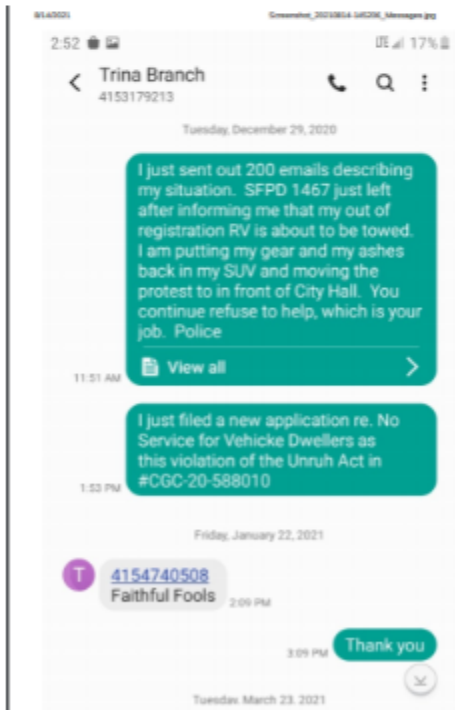 8/14/2021 Screenshot_20210814-145206_Messages.jpg
2:52 LTE 17%
Trina Branch
4153179213
Tuesday, December 29, 2020
I just sent out 200 emails describing
my situation.  SFPD 1467 just left
after informing me that my out of
registration RV is about to be towed.
I am putting my gear and my ashes
back in my SUV and moving the
protest to in front of City Hall.  You
continue refuse to help, which is your
job.  Police
View all
11:51 AM
I just filed a new application re. No
Service for Vehicke Dwellers as
this violation of the Unruh Act in
#CGC-20-588010
1:53 PM
Friday, January 22, 2021
T
4154740508
Faithful Fools
2:09 PM
Thank you
3:09 PM
Tuesday, March 23, 2021